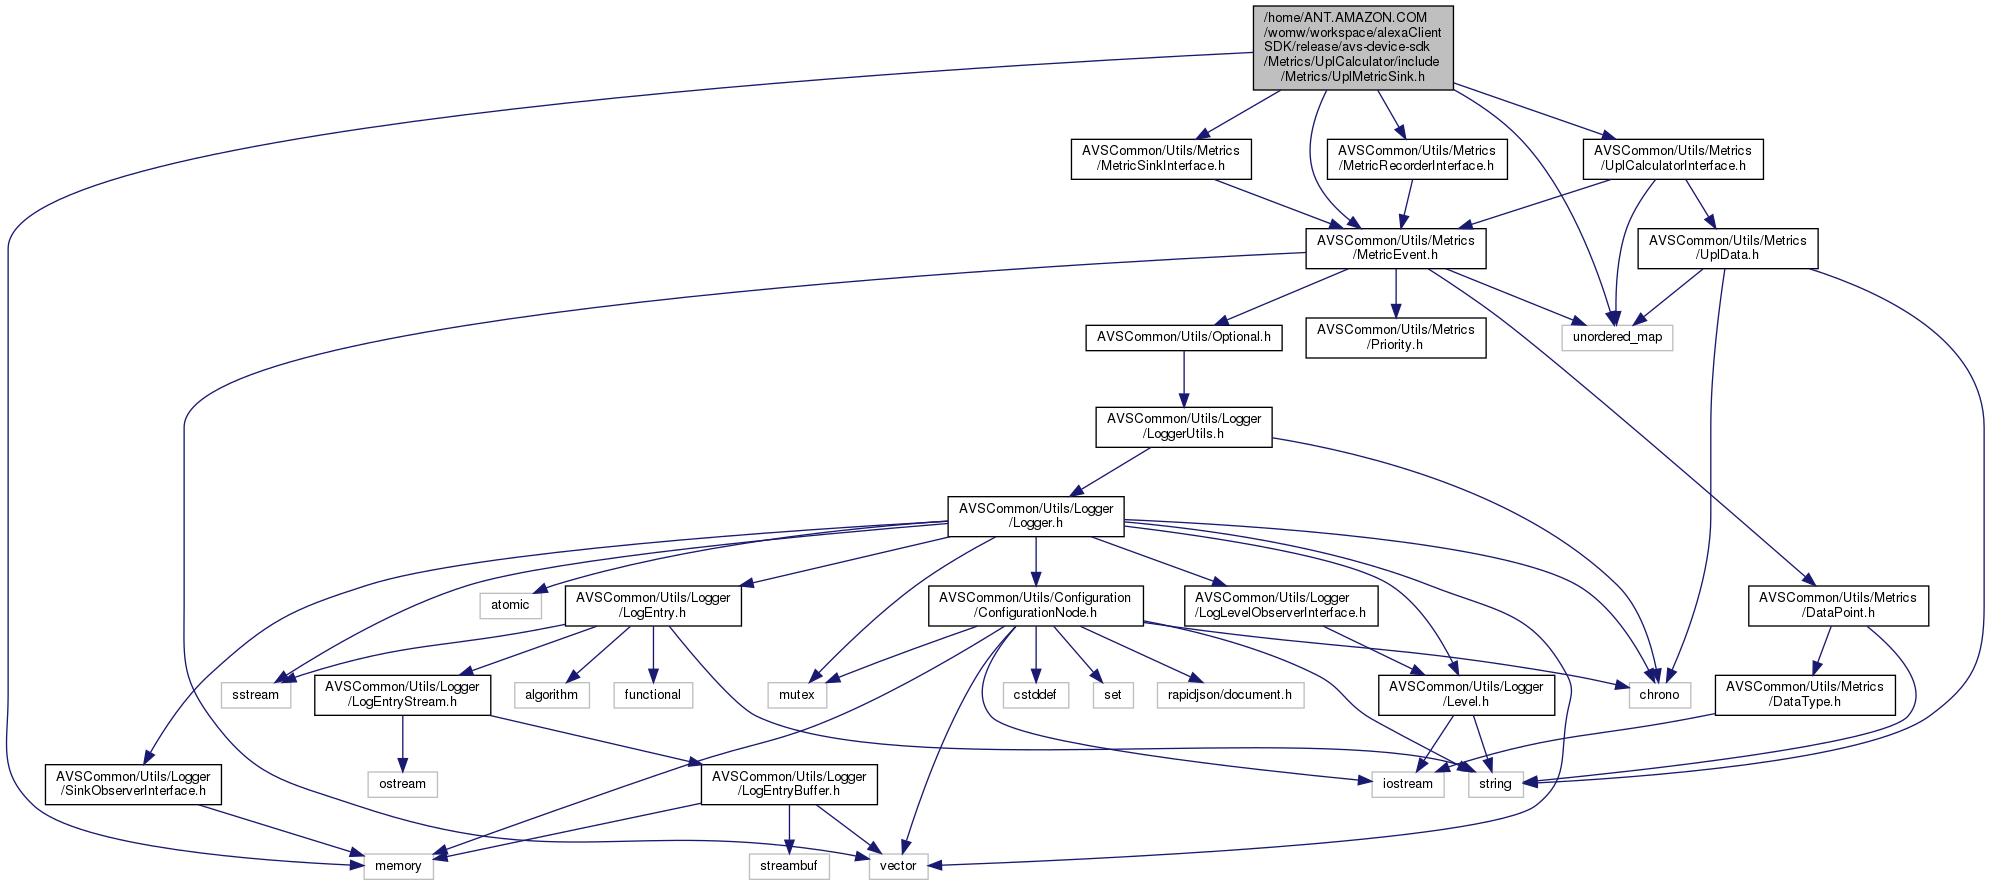 /home/ANT.AMAZON.COM
/womw/workspace/alexaClient
SDK/release/avs-device-sdk
/Metrics/UplCalculator/include
/Metrics/UplMetricSink.h
AVSCommon/Utils/Metrics
/MetricSinkInterface.h
AVSCommon/Utils/Metrics
/MetricRecorderInterface.h
AVSCommon/Utils/Metrics
/UplCalculatorInterface.h
AVSCommon/Utils/Metrics
/MetricEvent.h
AVSCommon/Utils/Metrics
/UplData.h
AVSCommon/Utils/Optional.h
AVSCommon/Utils/Metrics
/Priority.h
unordered_map
AVSCommon/Utils/Logger
/LoggerUtils.h
AVSCommon/Utils/Logger
/Logger.h
atomic
AVSCommon/Utils/Logger
/LogEntry.h
AVSCommon/Utils/Configuration
/ConfigurationNode.h
AVSCommon/Utils/Logger
/LogLevelObserverInterface.h
AVSCommon/Utils/Metrics
/DataPoint.h
sstream
AVSCommon/Utils/Logger
/LogEntryStream.h
algorithm
functional
mutex
cstddef
set
rapidjson/document.h
AVSCommon/Utils/Logger
/Level.h
chrono
AVSCommon/Utils/Metrics
/DataType.h
AVSCommon/Utils/Logger
/SinkObserverInterface.h
ostream
AVSCommon/Utils/Logger
/LogEntryBuffer.h
iostream
string
memory
streambuf
vector